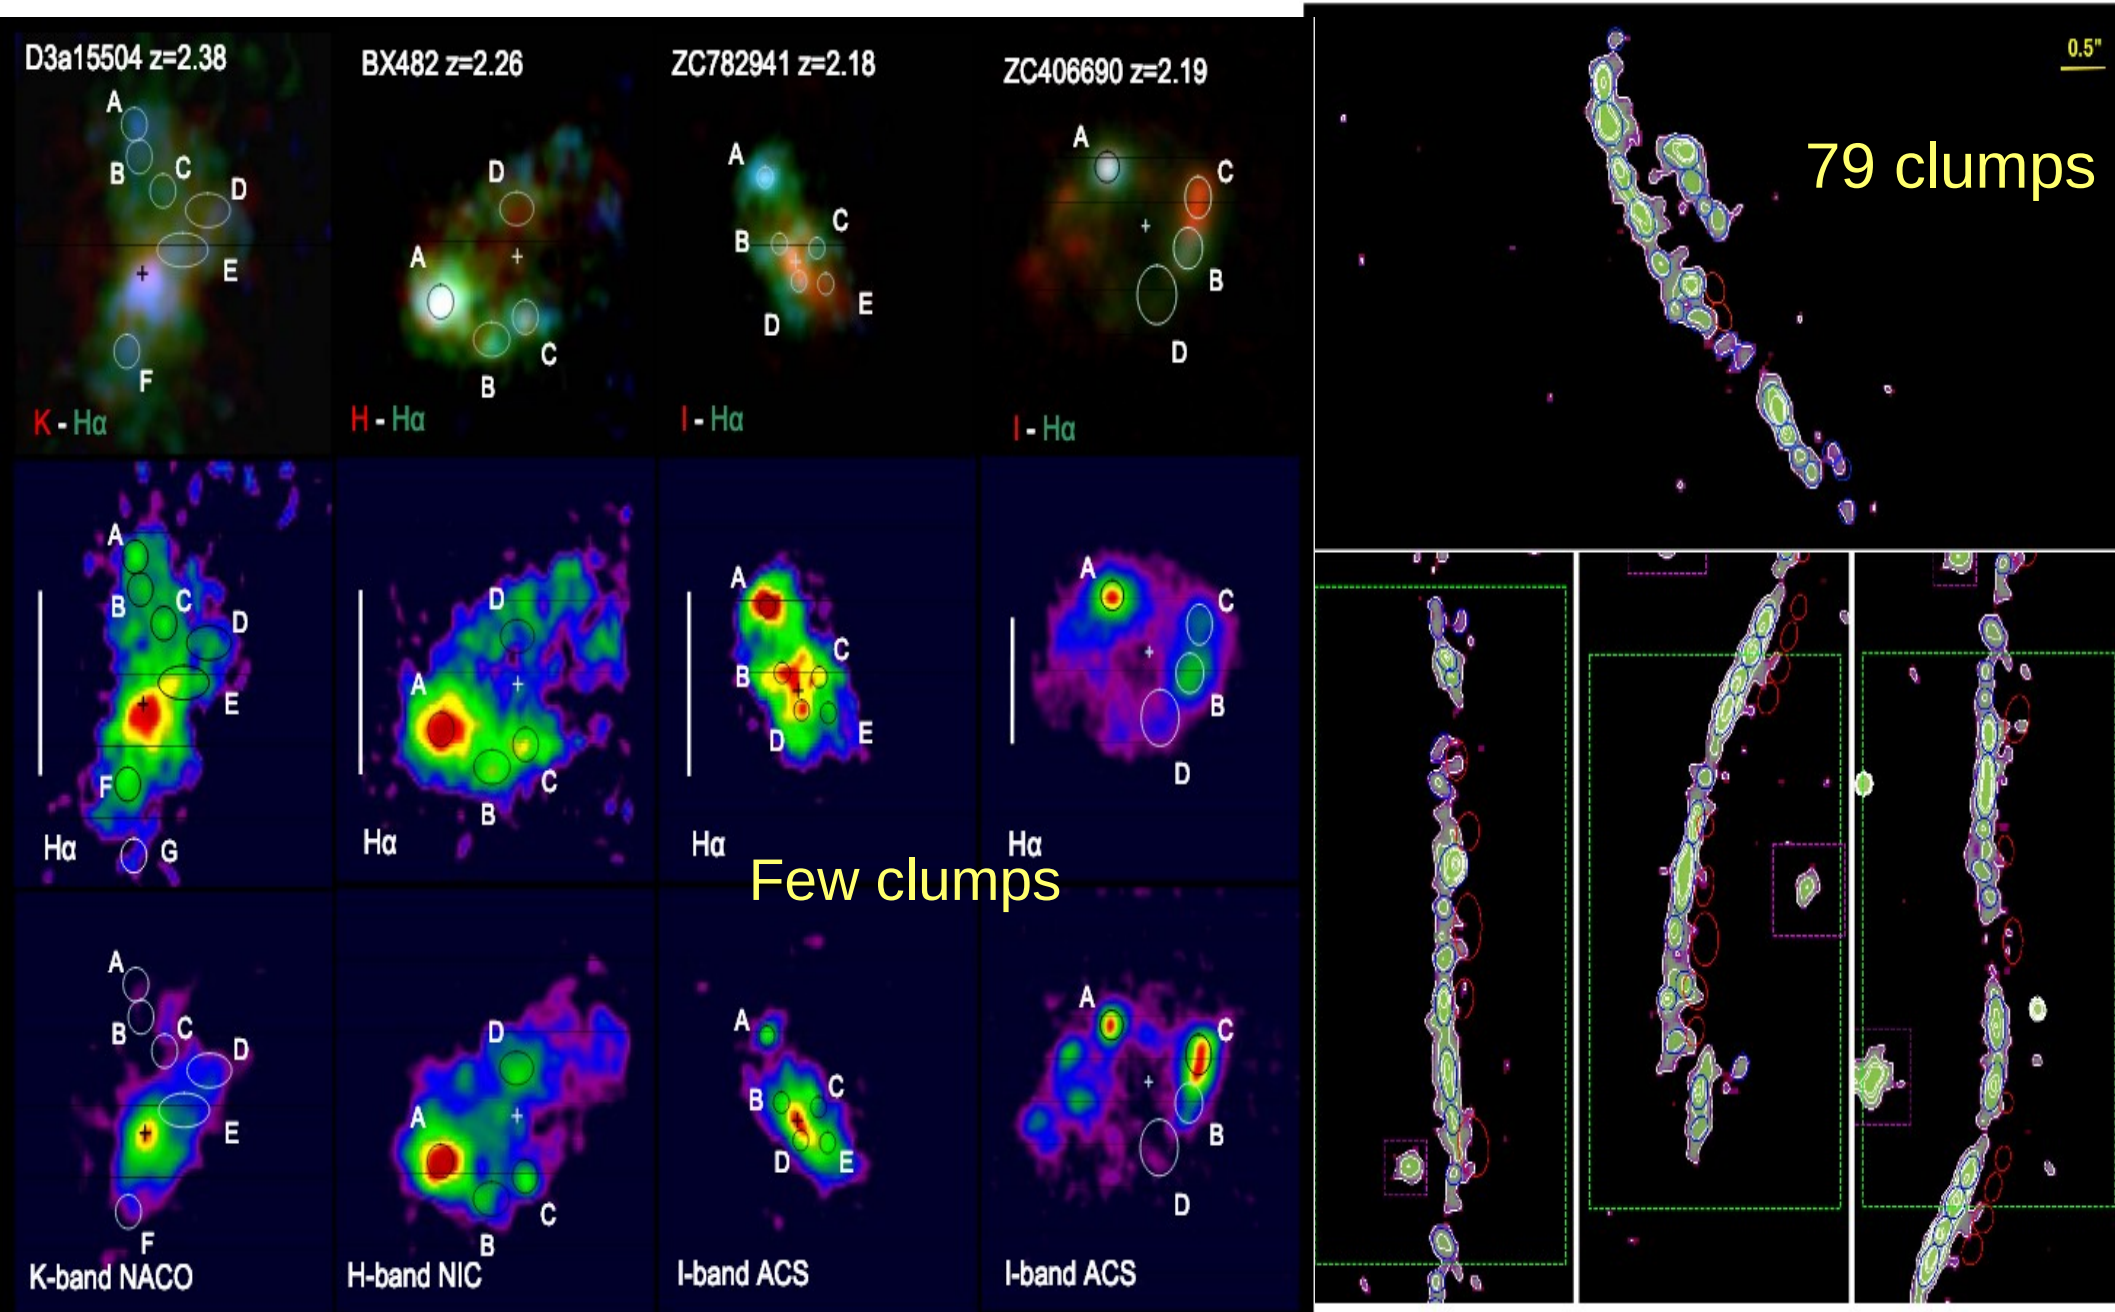 D3a15504 z=2.38
A
B
C
D
E
F
K - Hα
BX482 z=2.26
D
A
C
B
H - Hα
ZC782941 z=2.18
A
C
B
E
D
I - Hα
ZC406690 z=2.19
A
C
B
D
I - Hα
A
B
C
D
E
F
G
Hα
D
A
C
B
Hα
A
C
B
D
E
Hα
A
C
B
D
Hα
Few clumps
A
B
C
D
E
F
K-band NACO
D
A
C
B
H-band NIC
A
B
C
D
E
I-band ACS
A
C
B
D
I-band ACS
0.5"
79 clumps